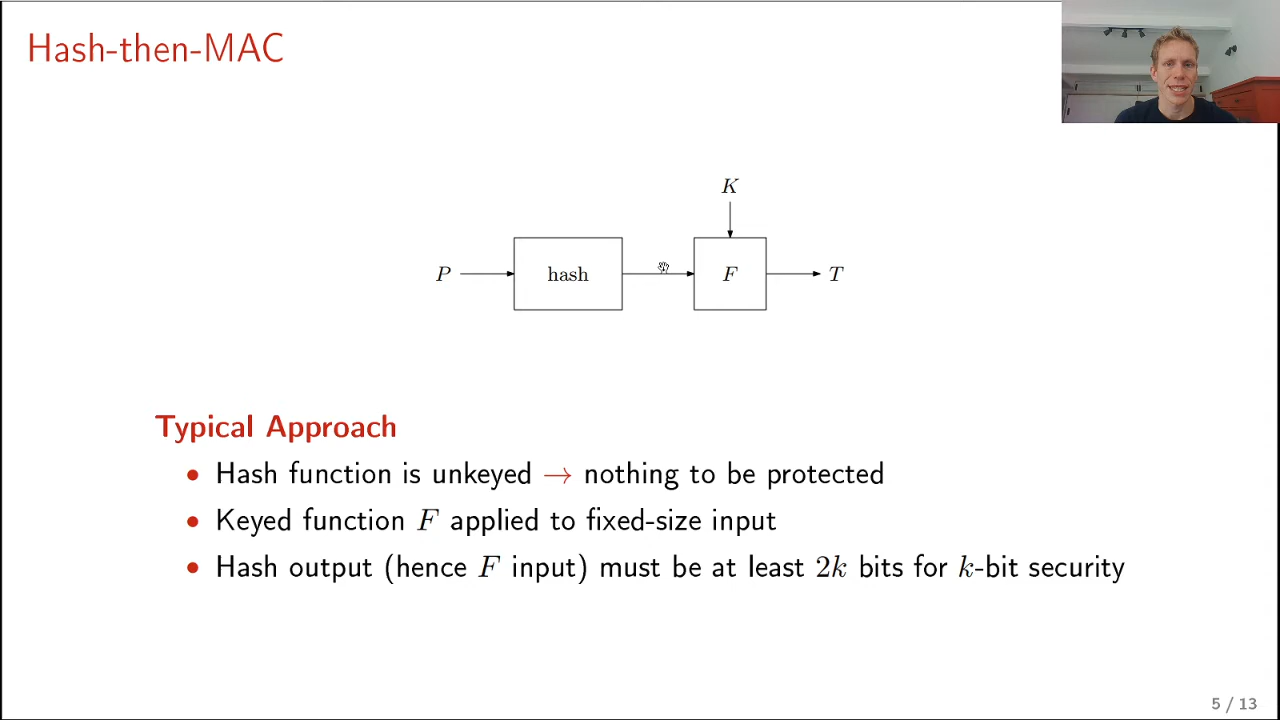 Hash-then-MAC
K
P
hash
F
T
Typical Approach
• Hash function is unkeyed → nothing to be protected
• Keyed function F applied to fixed-size input
• Hash output (hence F input) must be at least 2k bits for k-bit security
5 / 13